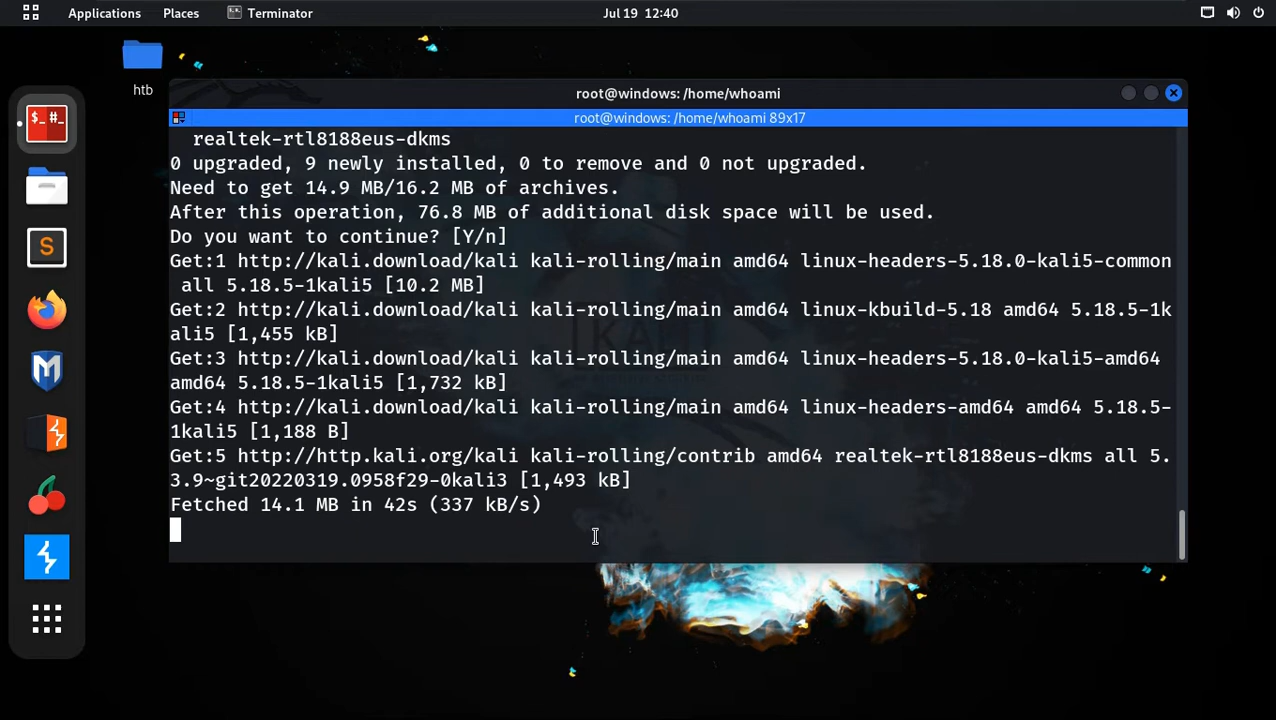 Applications Places Terminator Jul 19 12:40
htb
root@windows: /home/whoami
root@windows: /home/whoami 89x17
realtek-rtl8188eus-dkms
0 upgraded, 9 newly installed, 0 to remove and 0 not upgraded.
Need to get 14.9 MB/16.2 MB of archives.
After this operation, 76.8 MB of additional disk space will be used.
Do you want to continue? [Y/n]
Get:1 http://kali.download/kali kali-rolling/main amd64 linux-headers-5.18.0-kali5-common
all 5.18.5-1kali5 [10.2 MB]
Get:2 http://kali.download/kali kali-rolling/main amd64 linux-kbuild-5.18 amd64 5.18.5-1k
ali5 [1,455 kB]
Get:3 http://kali.download/kali kali-rolling/main amd64 linux-headers-5.18.0-kali5-amd64
amd64 5.18.5-1kali5 [1,732 kB]
Get:4 http://kali.download/kali kali-rolling/main amd64 linux-headers-amd64 amd64 5.18.5-
1kali5 [1,188 B]
Get:5 http://http.kali.org/kali kali-rolling/contrib amd64 realtek-rtl8188eus-dkms all 5.
3.9~git20220319.0958f29-0kali3 [1,493 kB]
Fetched 14.1 MB in 42s (337 kB/s)
$_ #_
S
KALI